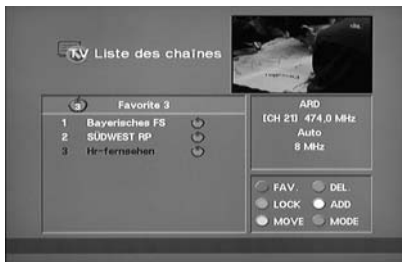 TV Liste des chaînes
3 Favorite 3
1 Bayerisches FS
2 SÜDWEST RP
3 Hr-fernsehen
ARD
[CH 21] 474,0 MHz
Auto
8 MHz
FAV. DEL
LOCK ADD
MOVE MODE